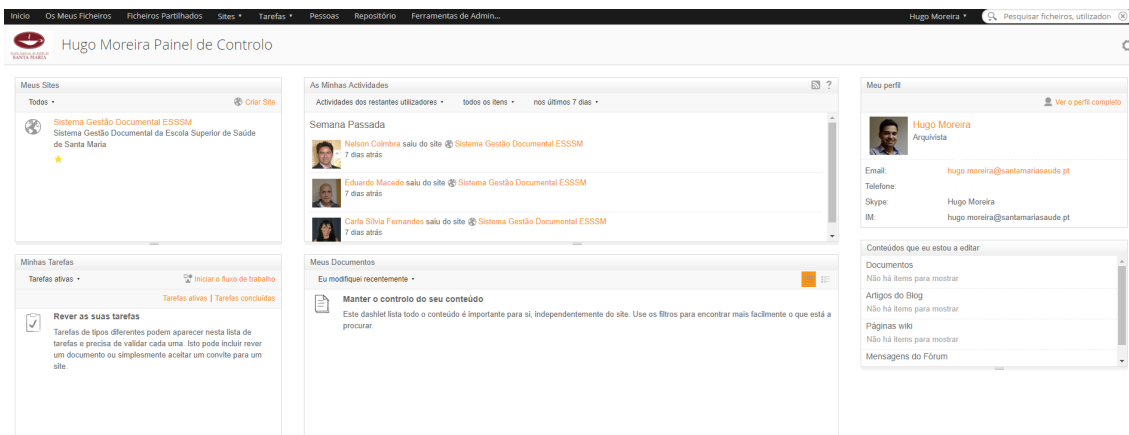 Inicio Os Meus Ficheiros Ficheiros Partilhados Sites Tarefas Pessoas Repositório Ferramentas de Admin... Hugo Moreira Pesquisar ficheiros, utilizador
SANTA MARIA
Hugo Moreira Painel de Controlo
Meus Sites
Todos
Criar Site
Sistema Gestão Documental ESSSM
Sistema Gestão Documental da Escola Superior de Saúde
de Santa Maria
As Minhas Actividades
?
Actividades dos restantes utilizadores todos os itens nos últimos 7 dias
Semana Passada
Nelson Coimbra saiu do site Sistema Gestão Documental ESSSM
7 dias atrás
Eduardo Macedo saiu do site Sistema Gestão Documental ESSSM
7 dias atrás
Carla Silvia Fernandes saiu do site Sistema Gestão Documental ESSSM
7 dias atrás
Meu perfil
Ver o perfil completo
Hugo Moreira
Arquivista
Email: hugo.moreira@santamariasaude.pt
Telefone:
Skype: Hugo Moreira
IM: hugo.moreira@santamariasaude.pt
Minhas Tarefas
Tarefas ativas
Iniciar o fluxo de trabalho
Tarefas ativas | Tarefas concluídas
Rever as suas tarefas
Tarefas de tipos diferentes podem aparecer nesta lista de
tarefas e precisa de validar cada uma. Isto pode incluir rever
um documento ou simplesmente aceitar um convite para um
site.
Meus Documentos
Eu modifiquei recentemente
Manter o controlo do seu conteúdo
Este dashlet lista todo o conteúdo é importante para si, independentemente do site. Use os filtros para encontrar mais facilmente o que está a
procurar.
Conteúdos que eu estou a editar
Documentos
Não há itens para mostrar
Artigos do Blog
Não há itens para mostrar
Páginas wiki
Não há itens para mostrar
Mensagens do Fórum